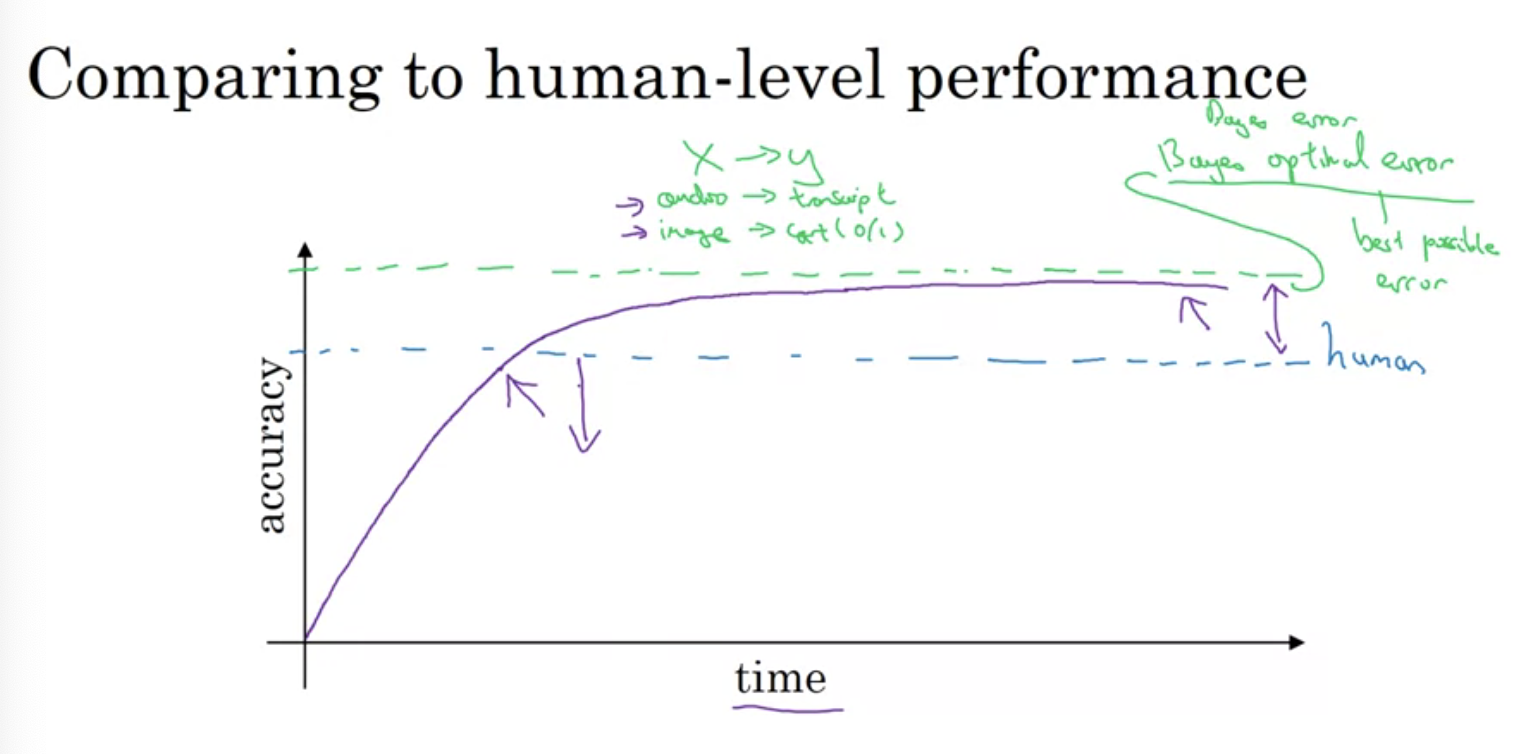 Comparing to human-level performance
Bayes error
Bayes optimal error
best possible
error
X → y
→ audio → transcript
→ image → cat (0/1)
human
accuracy
time